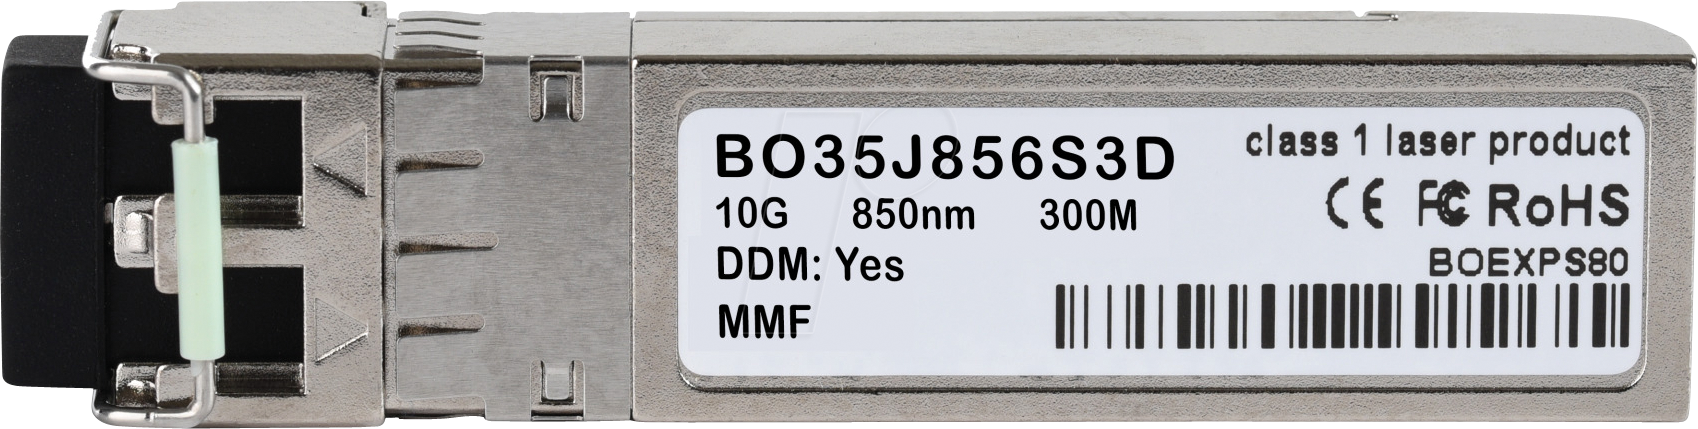 BO35J856S3D
10G 850nm 300M
DDM: Yes
MMF
class 1 laser product
CE FC RoHS
BOEXPS80